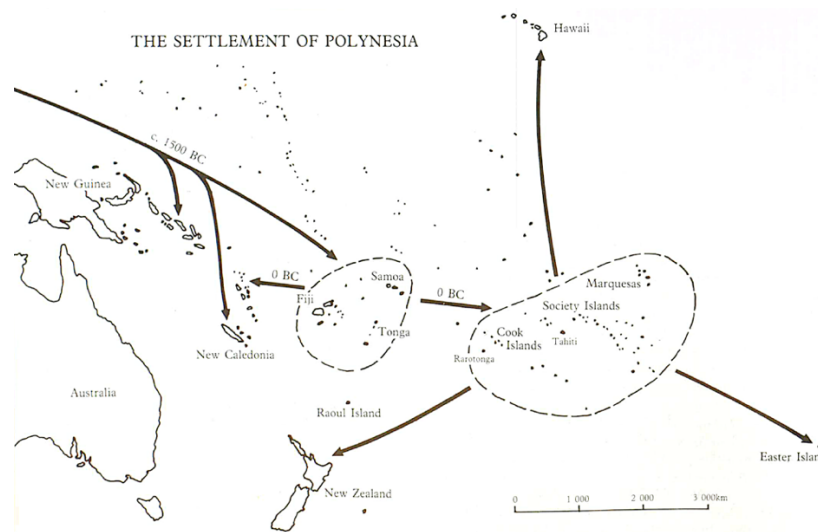 THE SETTLEMENT OF POLYNESIA
Hawaii
c. 1500 BC
New Guinea
0 BC
Samoa
Fiji
0 BC
Marquesas
Society Islands
Tonga
Cook
Islands
Tahiti
Rarotonga
New Caledonia
Australia
Raoul Island
Easter Islan
New Zealand
0 1 000 2 000 3 000km